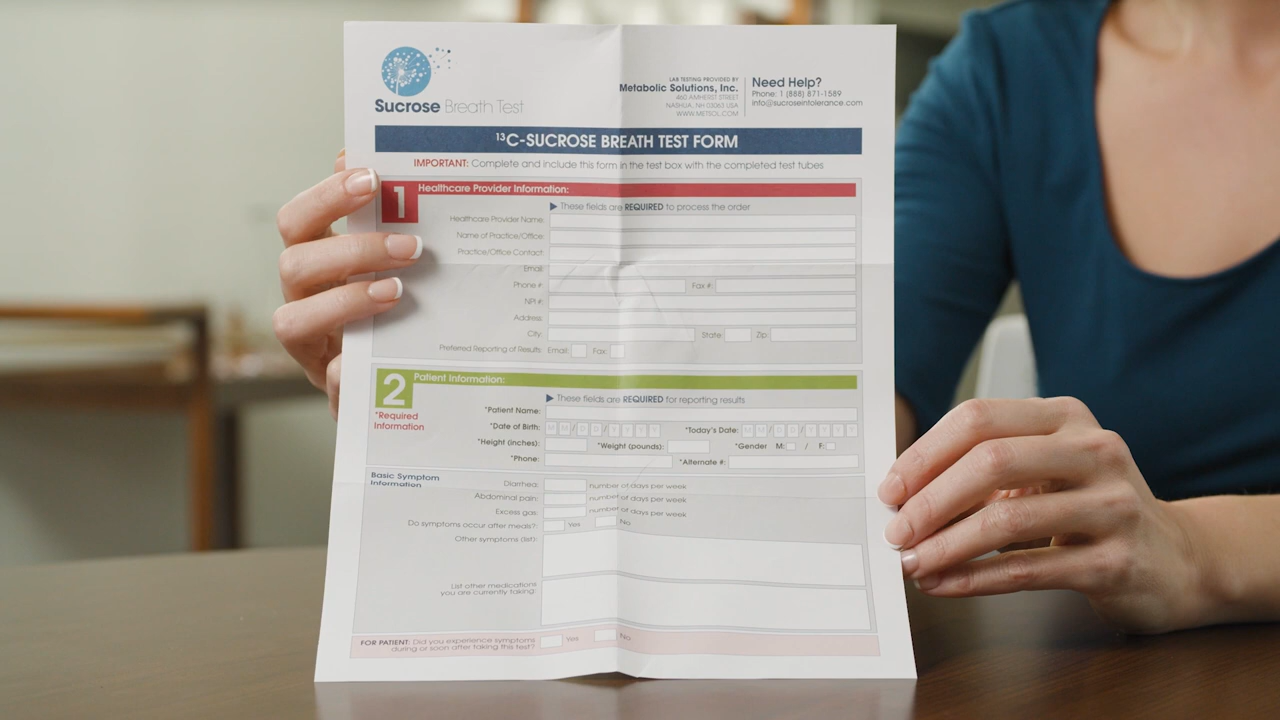 Sucrose Breath Test
LAB TESTING PROVIDED BY
Metabolic Solutions, Inc.
460 AMHERST STREET
NASHUA, NH 03063 USA
WWW.METSOL.COM
Need Help?
Phone: 1 (888) 871-1589
info@sucroseintolerance.com
13C-SUCROSE BREATH TEST FORM
IMPORTANT: Complete and include this form in the test box with the completed test tubes
1 Healthcare Provider Information:
These fields are REQUIRED to process the order
Healthcare Provider Name:
Name of Practice/Office:
Practice/Office Contact:
Email:
Phone #: Fax #:
NPI #:
Address:
City: State Zip:
Preferred Reporting of Results: Email: Fax:
2 Patient Information:
*Required
Information
These fields are REQUIRED for reporting results
*Patient Name:
*Date of Birth: M M / D D / Y Y Y Y *Today's Date: M M / D D / Y Y Y Y
*Height (inches): *Weight (pounds): *Gender M: / F:
*Phone: *Alternate #:
Basic Symptom
Information
Diarrhea: number of days per week
Abdominal pain: number of days per week
Excess gas: number of days per week
Do symptoms occur after meals?: Yes No
Other symptoms (list):
List other medications
you are currently taking:
FOR PATIENT: Did you experience symptoms
during or soon after taking this test? Yes No